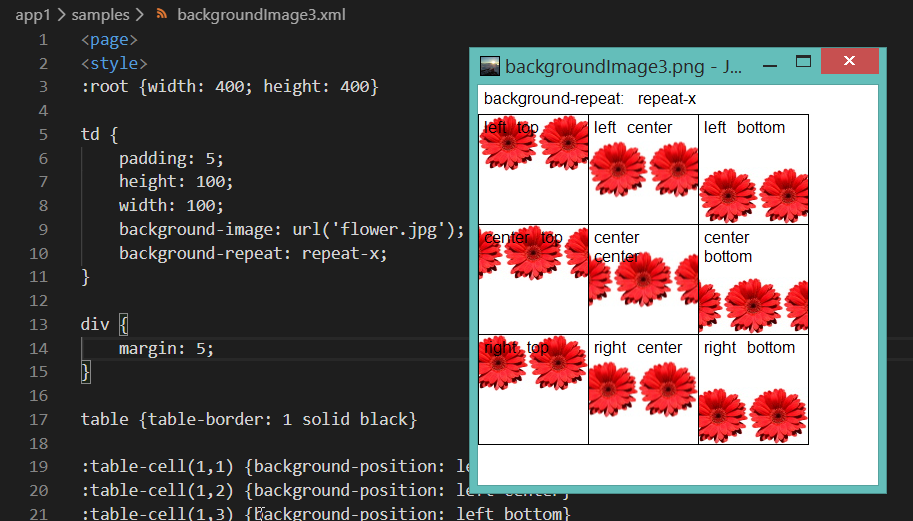 app1 > samples > backgroundImage3.xml
1 <page>
2 <style>
3 :root {width: 400; height: 400}
4
5 td {
6 padding: 5;
7 height: 100;
8 width: 100;
9 background-image: url('flower.jpg');
10 background-repeat: repeat-x;
11 }
12
13 div {
14 margin: 5;
15 }
16
17 table {table-border: 1 solid black}
18
19 :table-cell(1,1) {background-position: le
20 :table-cell(1,2) {background-position: left center}
21 :table-cell(1,3) {background-position: left bottom}
backgroundImage3.png - J...
background-repeat: repeat-x
left top left center left bottom
center top center center center bottom
right top right center right bottom